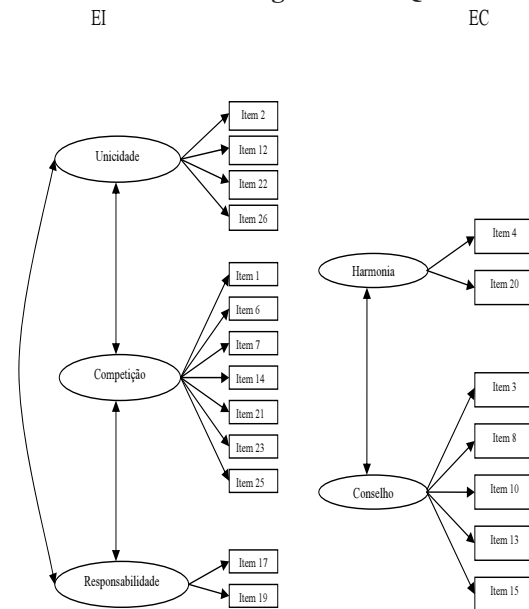 EI
EC
Unicidade
Item 2
Item 12
Item 22
Item 26
Competição
Item 1
Item 6
Item 7
Item 14
Item 21
Item 23
Item 25
Responsabilidade
Item 17
Item 19
Harmonia
Item 4
Item 20
Conselho
Item 3
Item 8
Item 10
Item 13
Item 15